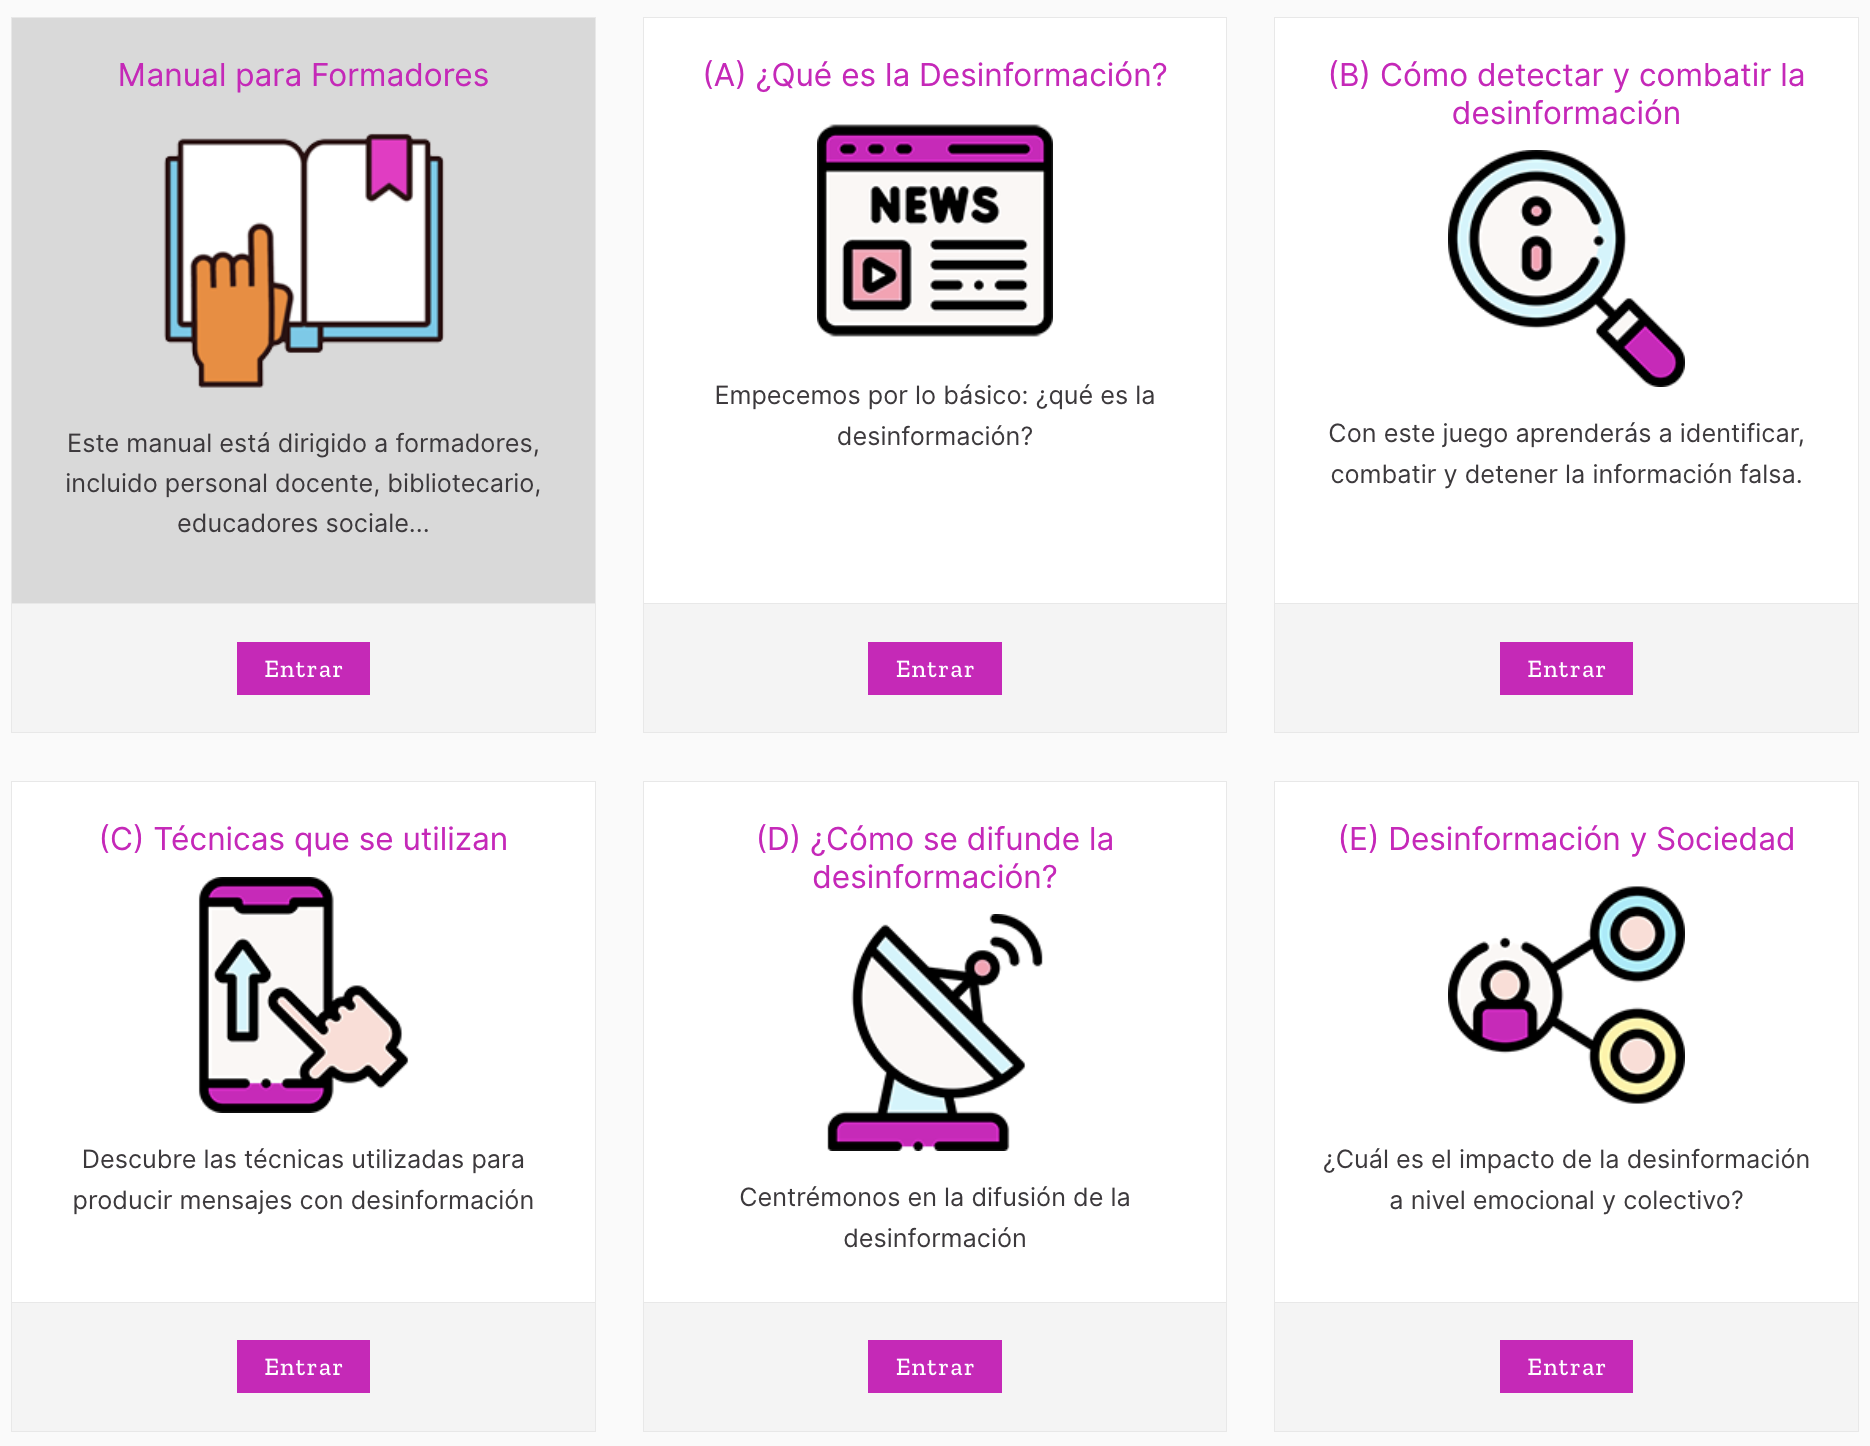 Manual para Formadores
Este manual está dirigido a formadores,
incluido personal docente, bibliotecario,
educadores sociale...
Entrar
(A) ¿Qué es la Desinformación?
NEWS
Empecemos por lo básico: ¿qué es la
desinformación?
Entrar
(B) Cómo detectar y combatir la
desinformación
Con este juego aprenderás a identificar,
combatir y detener la información falsa.
Entrar
(C) Técnicas que se utilizan
Descubre las técnicas utilizadas para
producir mensajes con desinformación
Entrar
(D) ¿Cómo se difunde la
desinformación?
Centrémonos en la difusión de la
desinformación
Entrar
(E) Desinformación y Sociedad
¿Cuál es el impacto de la desinformación
a nivel emocional y colectivo?
Entrar